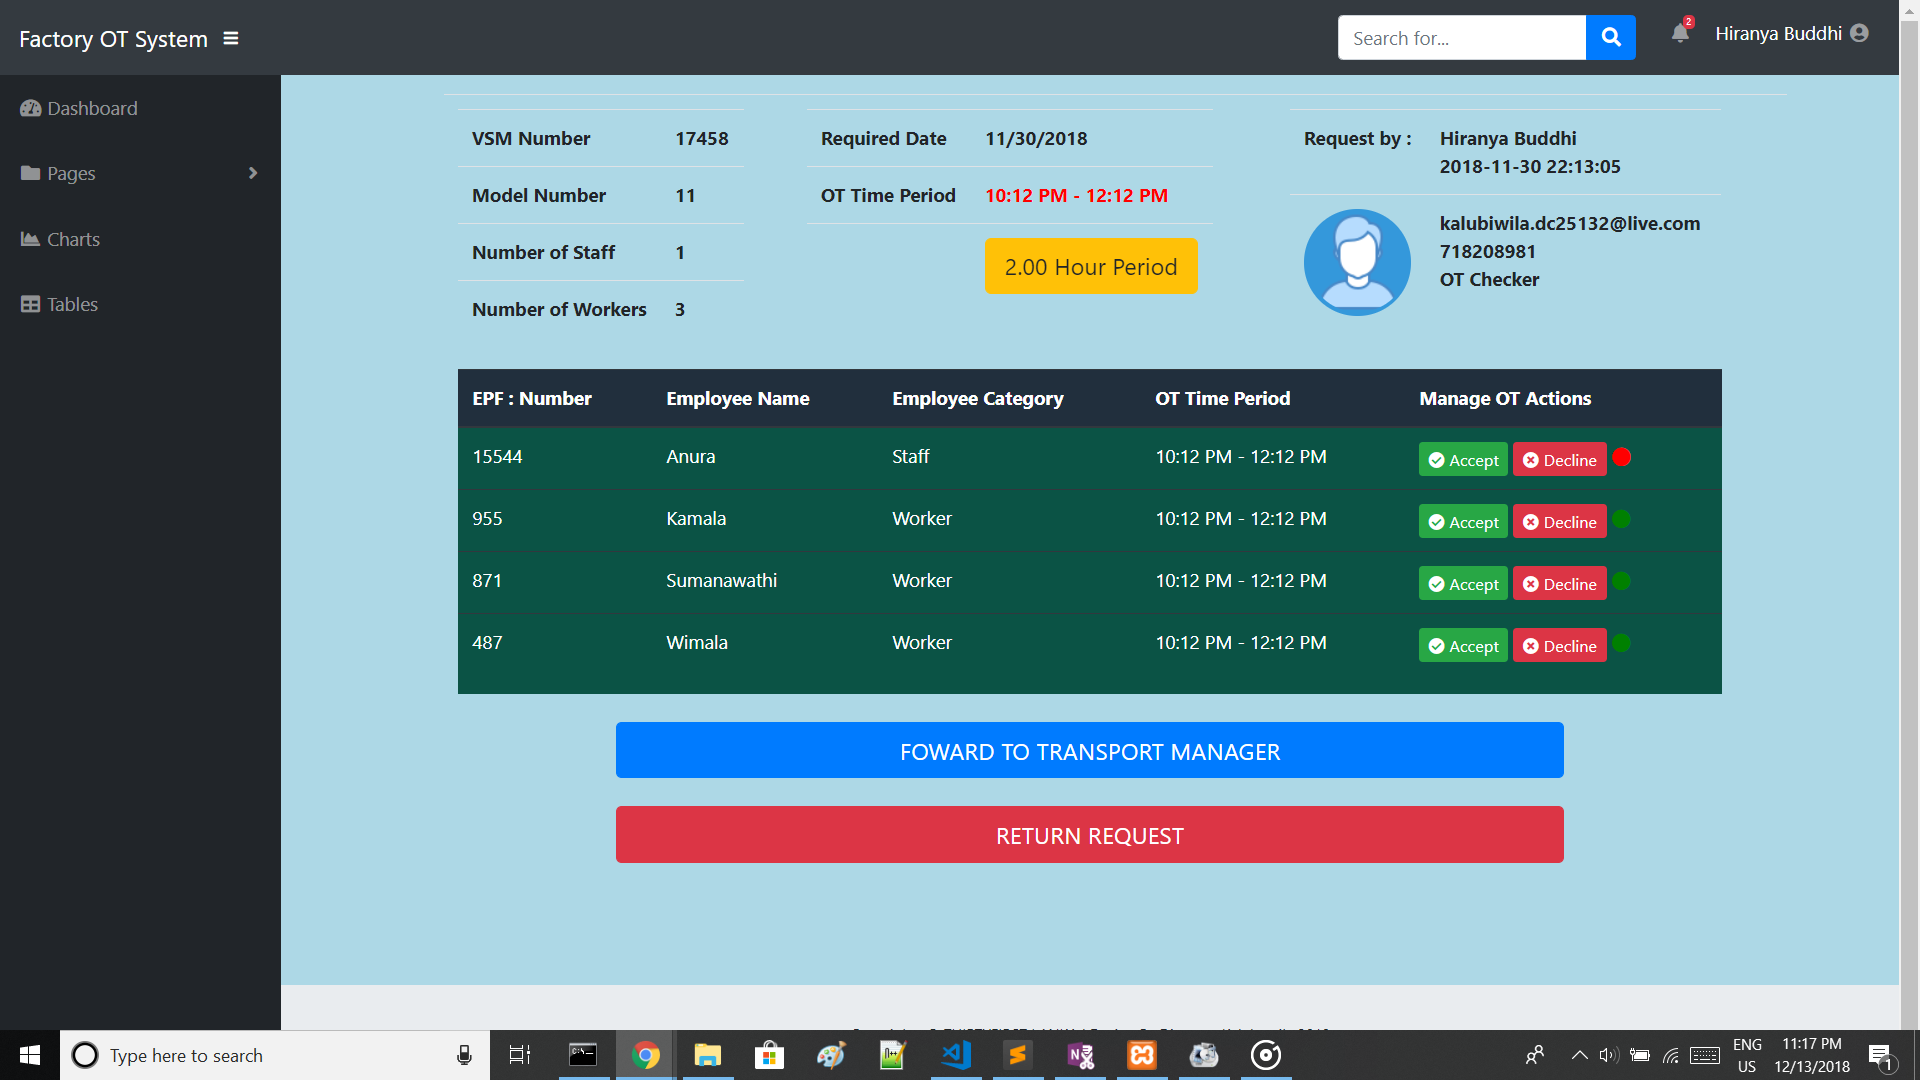 Factory OT System
Search for...
2
Hiranya Buddhi
Dashboard
Pages
Charts
Tables
VSM Number 17458
Model Number 11
Number of Staff 1
Number of Workers 3
Required Date 11/30/2018
OT Time Period 10:12 PM - 12:12 PM
2.00 Hour Period
Request by : Hiranya Buddhi
2018-11-30 22:13:05
kalubiwila.dc25132@live.com
718208981
OT Checker
EPF : Number Employee Name Employee Category OT Time Period Manage OT Actions
15544 Anura Staff 10:12 PM - 12:12 PM Accept Decline
955 Kamala Worker 10:12 PM - 12:12 PM Accept Decline
871 Sumanawathi Worker 10:12 PM - 12:12 PM Accept Decline
487 Wimala Worker 10:12 PM - 12:12 PM Accept Decline
FOWARD TO TRANSPORT MANAGER
RETURN REQUEST
Type here to search
ENG
US
11:17 PM
12/13/2018
1